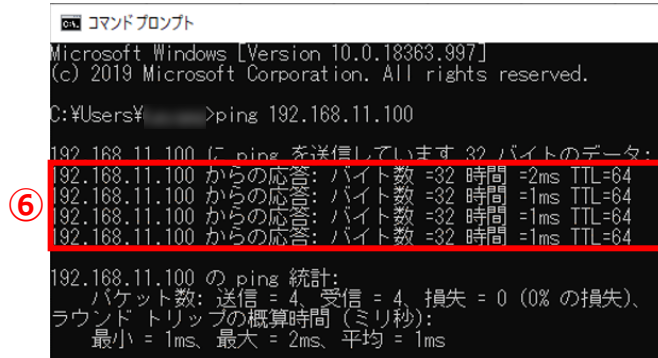 コマンド プロンプト
Microsoft Windows [Version 10.0.18363.997]
(c) 2019 Microsoft Corporation. All rights reserved.
C:¥Users¥ >ping 192.168.11.100
192.168.11.100 に ping を送信しています 32 バイトのデータ:
192.168.11.100 からの応答: バイト数 =32 時間 =2ms TTL=64
192.168.11.100 からの応答: バイト数 =32 時間 =1ms TTL=64
⑥
192.168.11.100 からの応答: バイト数 =32 時間 =1ms TTL=64
192.168.11.100 からの応答: バイト数 =32 時間 =1ms TTL=64
192.168.11.100 の ping 統計:
パケット数: 送信 = 4、受信 = 4、損失 = 0 (0% の損失)、
ラウンド トリップの概算時間 (ミリ秒):
最小 = 1ms、最大 = 2ms、平均 = 1ms